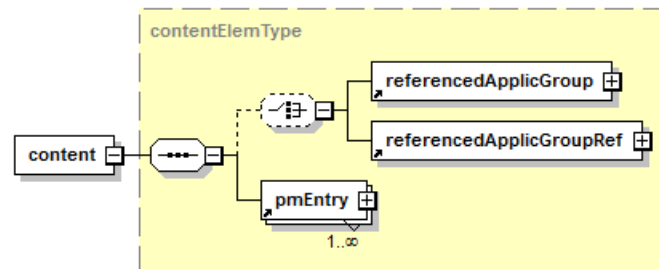 contentElemType
referencedApplicGroup
referencedApplicGroupRef
content
pmEntry
1..∞